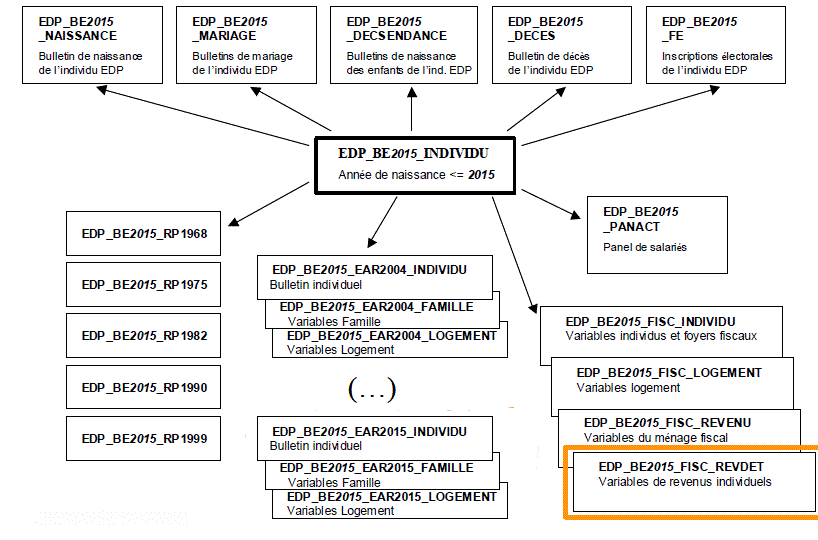 EDP_BE2015
_NAISSANCE
Bulletin de naissance
de l'individu EDP
EDP_BE2015
_MARIAGE
Bulletins de mariage
de l'individu EDP
EDP_BE2015
_DECSENDANCE
Bulletins de naissance
des enfants de l'ind. EDP
EDP_BE2015
_DECES
Bulletin de décès
de l'individu EDP
EDP_BE2015
_FE
Inscriptions électorales
de l'individu EDP
EDP_BE2015_INDIVIDU
Année de naissance <= 2015
EDP_BE2015
_PANACT
Panel de salariés
EDP_BE2015_RP1968
EDP_BE2015_RP1975
EDP_BE2015_RP1982
EDP_BE2015_RP1990
EDP_BE2015_RP1999
EDP_BE2015_EAR2004_INDIVIDU
Bulletin individuel
EDP_BE2015_EAR2004_FAMILLE
Variables Famille
EDP_BE2015_EAR2004_LOGEMENT
Variables Logement
(…)
EDP_BE2015_EAR2015_INDIVIDU
Bulletin individuel
EDP_BE2015_EAR2015_FAMILLE
Variables Famille
EDP_BE2015_EAR2015_LOGEMENT
Variables Logement
EDP_BE2015_FISC_INDIVIDU
Variables individus et foyers fiscaux
EDP_BE2015_FISC_LOGEMENT
Variables logement
EDP_BE2015_FISC_REVENU
Variables du ménage fiscal
EDP_BE2015_FISC_REVDET
Variables de revenus individuels